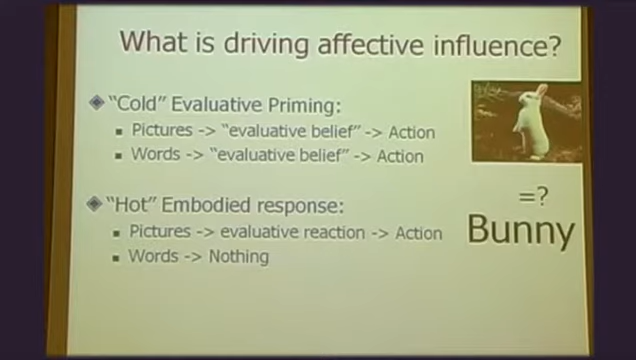 What is driving affective influence?
"Cold" Evaluative Priming:
Pictures -> "evaluative belief" -> Action
Words -> "evaluative belief" -> Action
"Hot" Embodied response:
Pictures -> evaluative reaction -> Action
Words -> Nothing
=?
Bunny